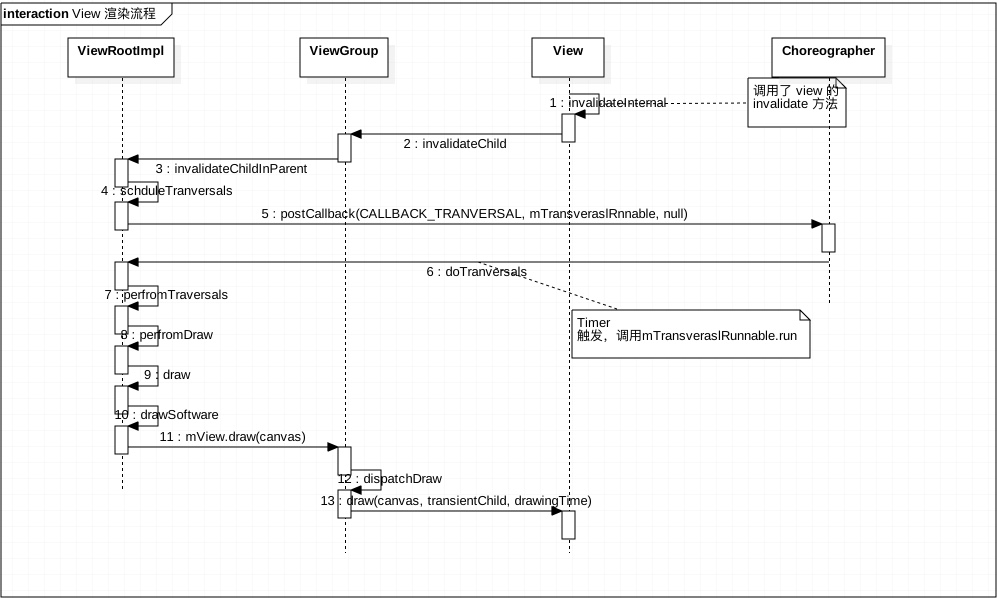 interaction View 渲染流程
ViewRootImpl
ViewGroup
View
Choreographer
调用了 view 的
invalidate 方法
1 : invalidateInternal
2 : invalidateChild
3 : invalidateChildInParent
4 : schduleTranversals
5 : postCallback(CALLBACK_TRANVERSAL, mTransveraslRnnable, null)
6 : doTranversals
7 : perfromTraversals
Timer
触发，调用mTransveraslRunnable.run
8 : perfromDraw
9 : draw
10 : drawSoftware
11 : mView.draw(canvas)
12 : dispatchDraw
13 : draw(canvas, transientChild, drawingTime)